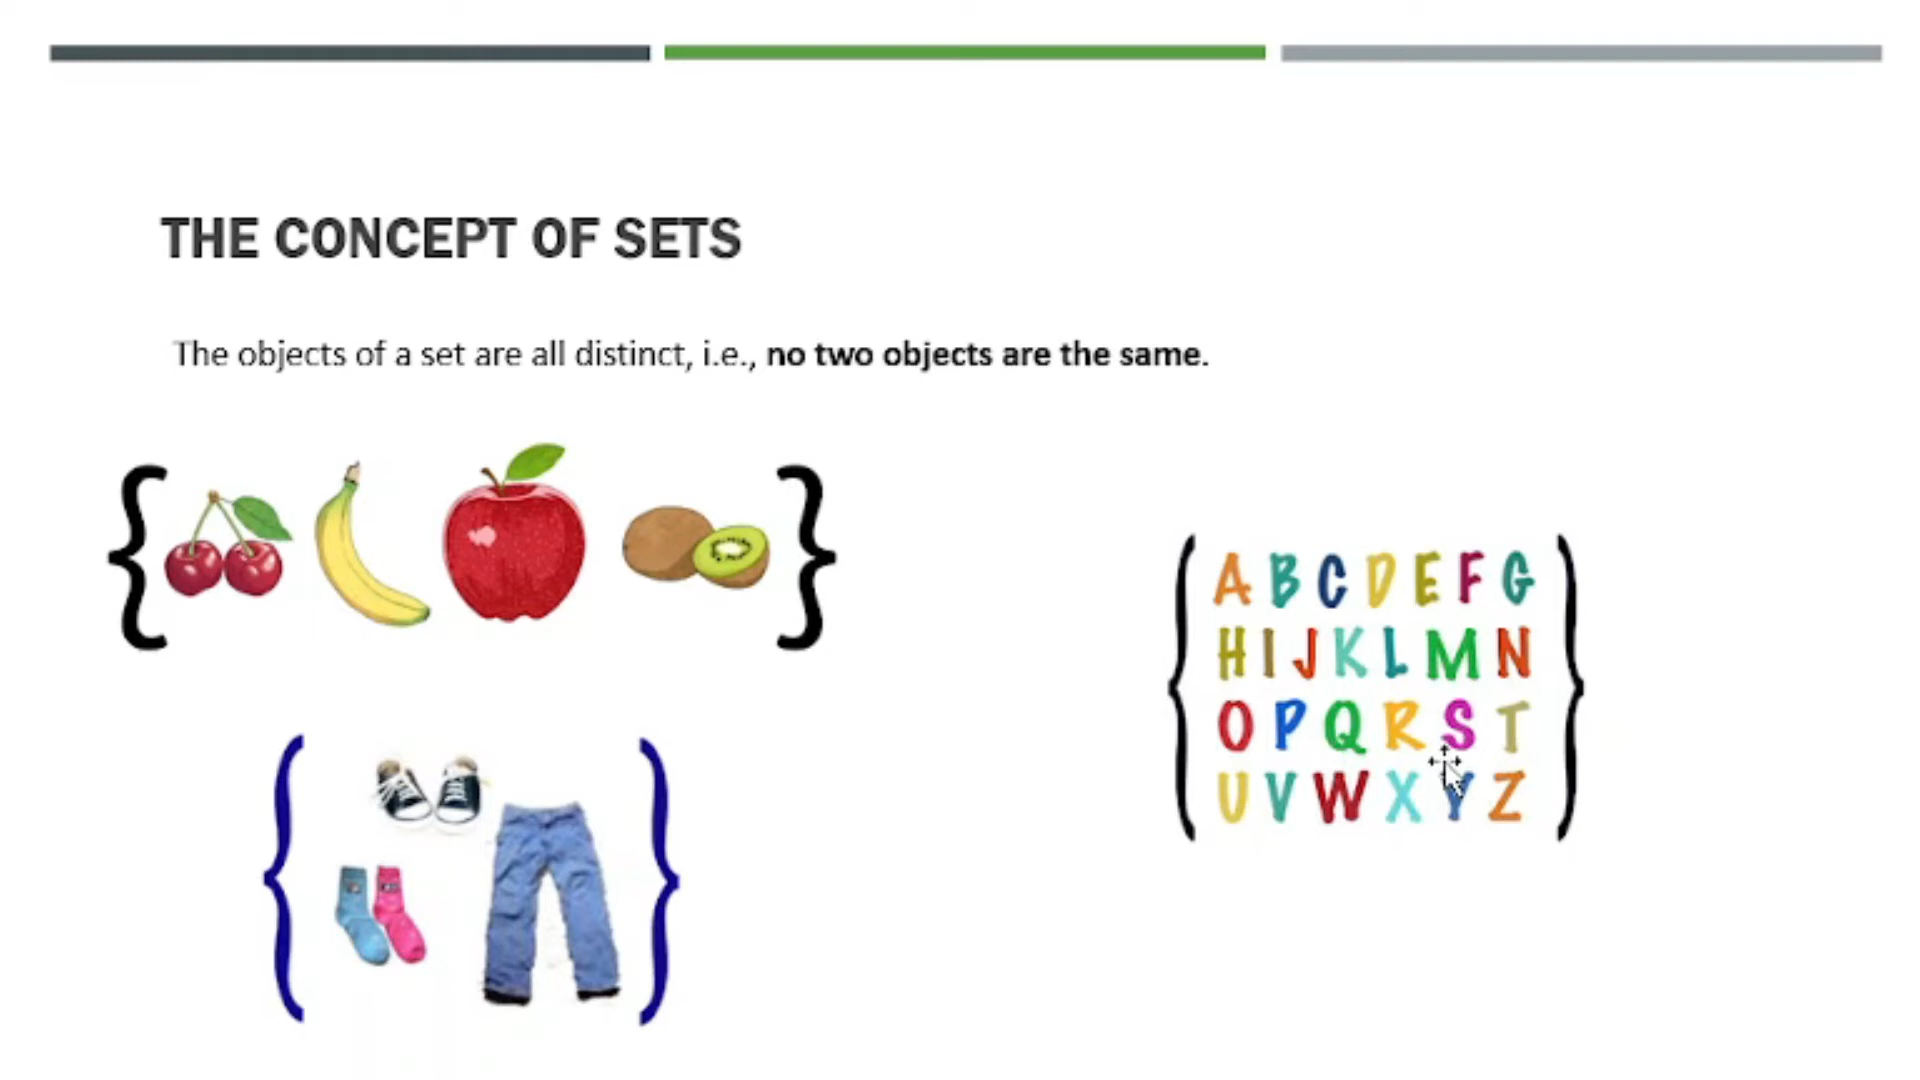 THE CONCEPT OF SETS
The objects of a set are all distinct, i.e., no two objects are the same.
{ }
{ A B C D E F G
H I J K L M N
O P Q R S T
U V W X Y Z }
{ }